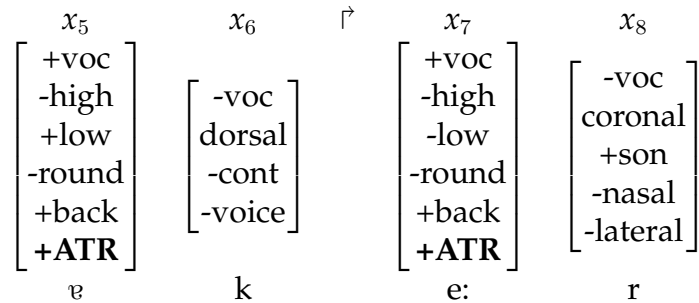 x₅ x₆ ↱ x₇ x₈
+voc
-high
+low
-round
+back
+ATR
-voc
dorsal
-cont
-voice
+voc
-high
-low
-round
+back
+ATR
-voc
coronal
+son
-nasal
-lateral
ɐ k e: r